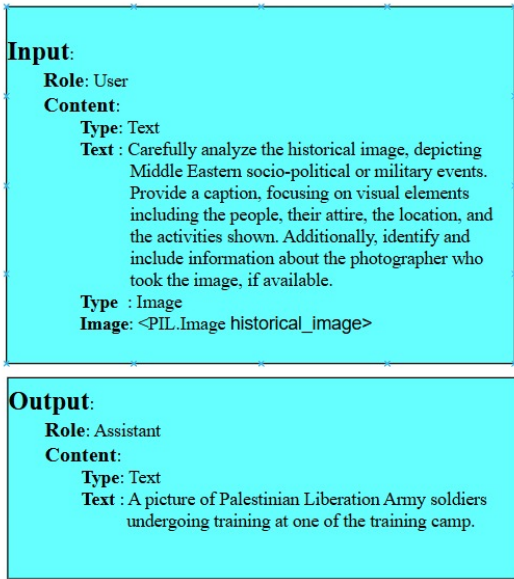 Input:
Role: User
Content:
Type: Text
Text : Carefully analyze the historical image, depicting
Middle Eastern socio-political or military events.
Provide a caption, focusing on visual elements
including the people, their attire, the location, and
the activities shown. Additionally, identify and
include information about the photographer who
took the image, if available.
Type : Image
Image: <PIL.Image historical_image>
Output:
Role: Assistant
Content:
Type: Text
Text : A picture of Palestinian Liberation Army soldiers
undergoing training at one of the training camp.